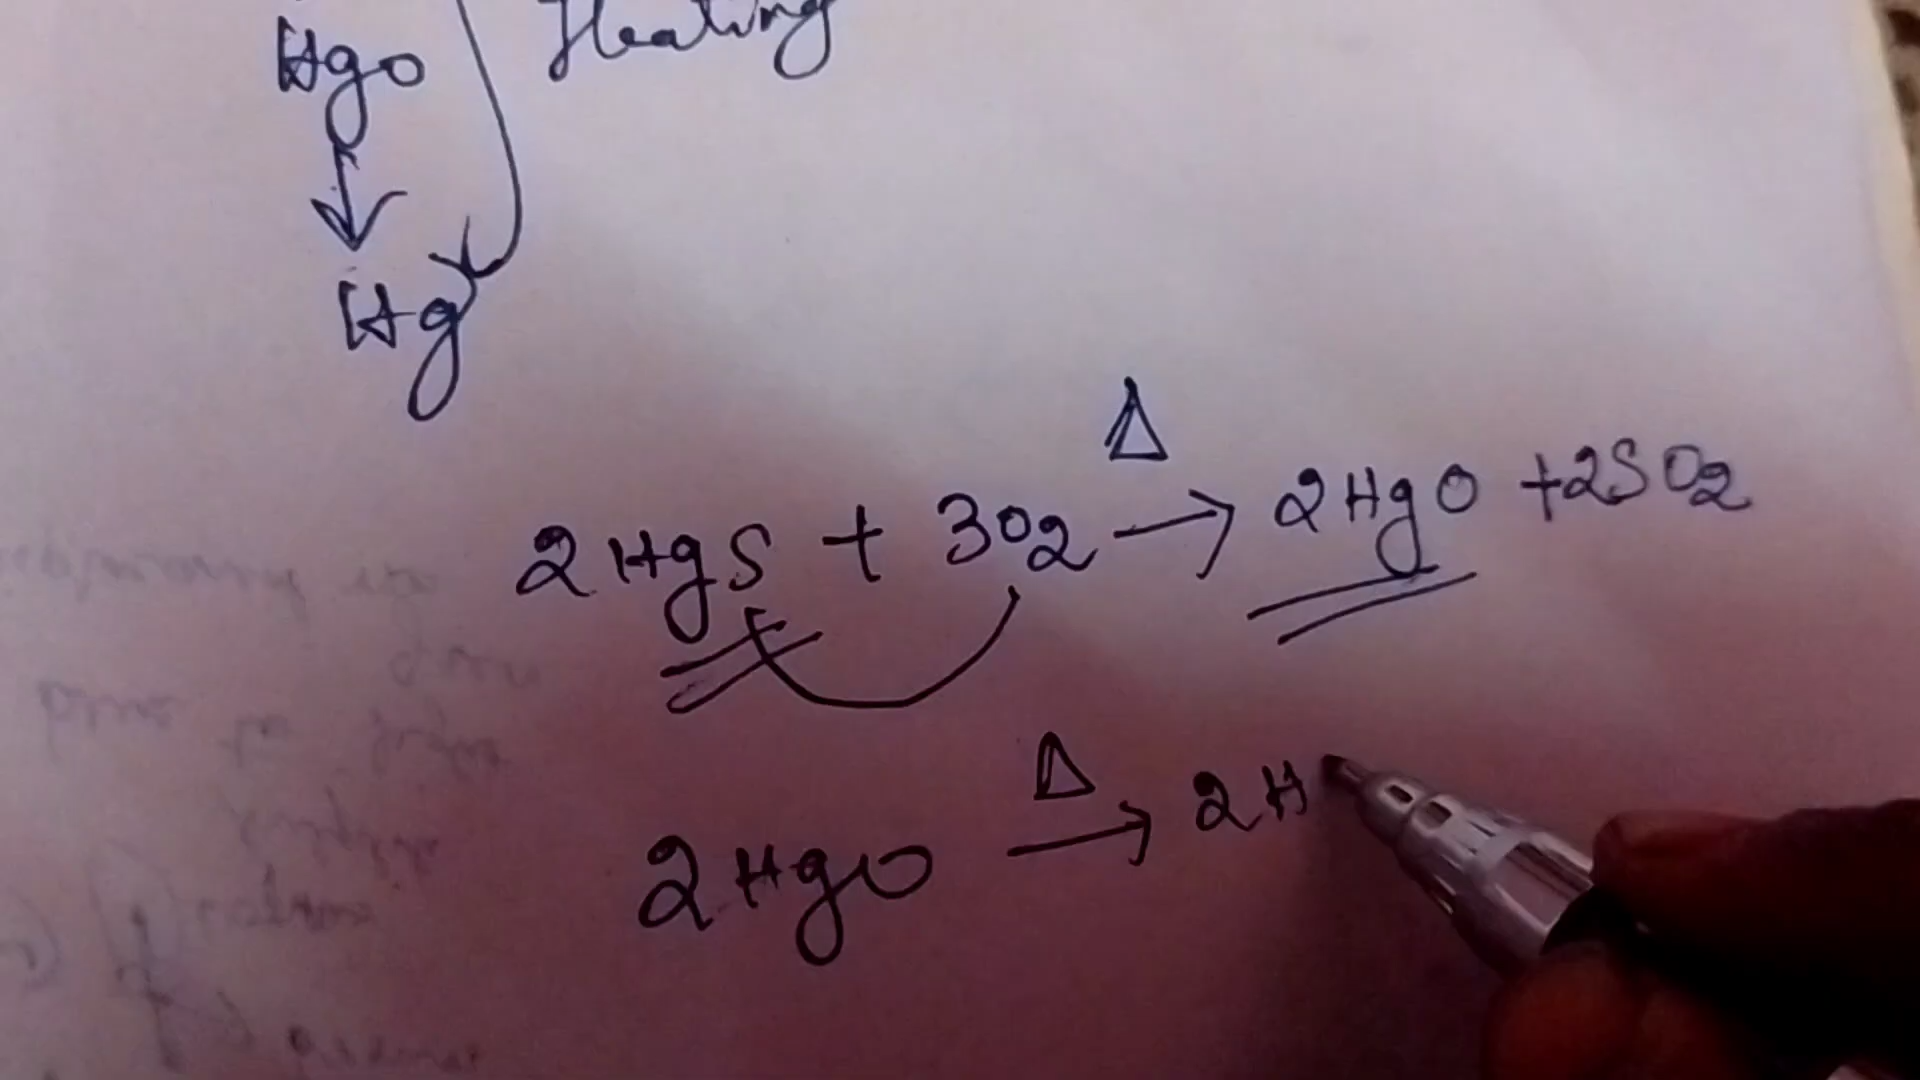 HgO Heating
Hg
Δ
2HgS + 3O2 → 2HgO + 2SO2
Δ
2HgO → 2H